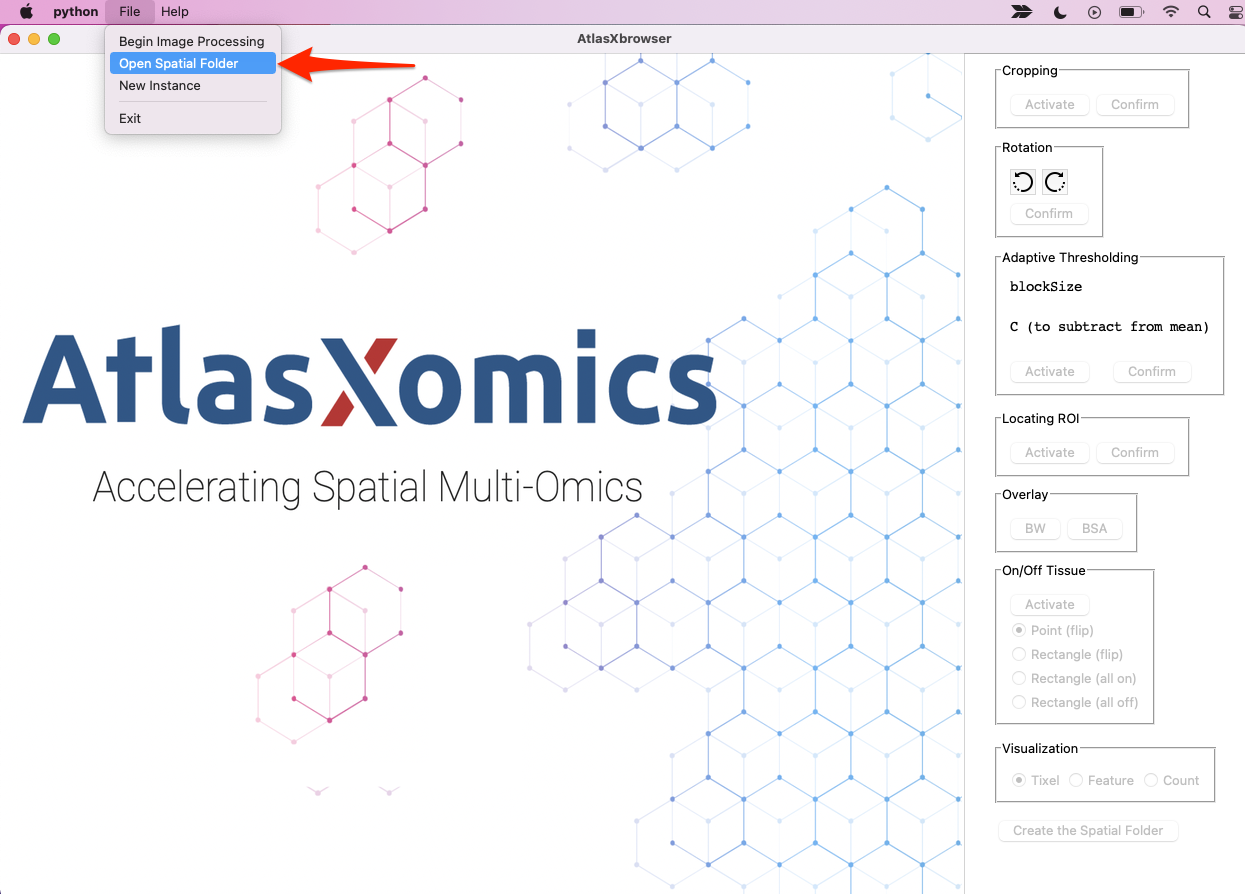 python File Help
AtlasXbrowser
Begin Image Processing
Open Spatial Folder
New Instance
Exit
AtlasXomics
Accelerating Spatial Multi-Omics
Cropping
Activate Confirm
Rotation
Confirm
Adaptive Thresholding
blockSize
C (to subtract from mean)
Activate Confirm
Locating ROI
Activate Confirm
Overlay
BW BSA
On/Off Tissue
Activate
Point (flip)
Rectangle (flip)
Rectangle (all on)
Rectangle (all off)
Visualization
Tixel Feature Count
Create the Spatial Folder